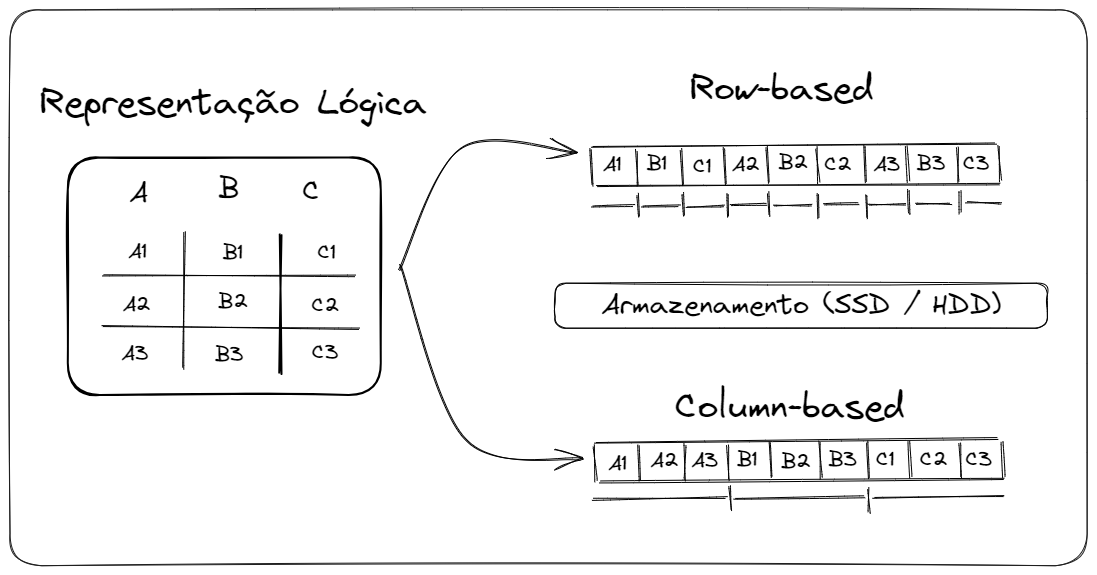 Representação Lógica
A B C
A1 B1 C1
A2 B2 C2
A3 B3 C3
Row-based
A1 B1 C1 A2 B2 C2 A3 B3 C3
Armazenamento (SSD / HDD)
Column-based
A1 A2 A3 B1 B2 B3 C1 C2 C3